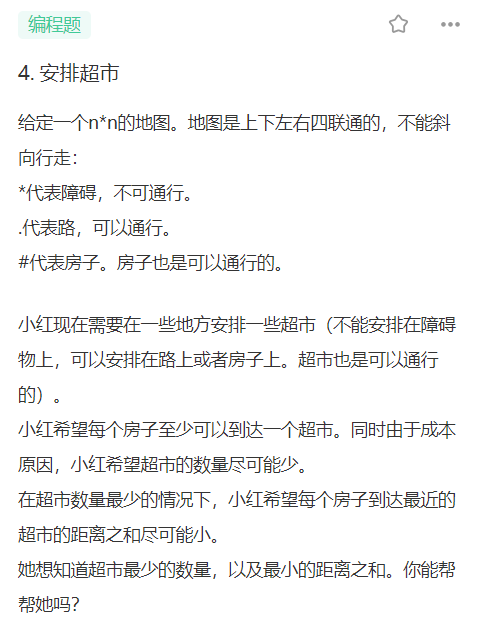 编程题
4. 安排超市
给定一个n*n的地图。地图是上下左右四联通的，不能斜
向行走：
*代表障碍，不可通行。
.代表路，可以通行。
#代表房子。房子也是可以通行的。
小红现在需要在一些地方安排一些超市（不能安排在障碍
物上，可以安排在路上或者房子上。超市也是可以通行
的）。
小红希望每个房子至少可以到达一个超市。同时由于成本
原因，小红希望超市的数量尽可能少。
在超市数量最少的情况下，小红希望每个房子到达最近的
超市的距离之和尽可能小。
她想知道超市最少的数量，以及最小的距离之和。你能帮
帮她吗？